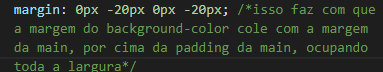 margin: 0px -20px 0px -20px; /*isso faz com que
a margem do background-color cole com a margem
da main, por cima da padding da main, ocupando
toda a largura*/